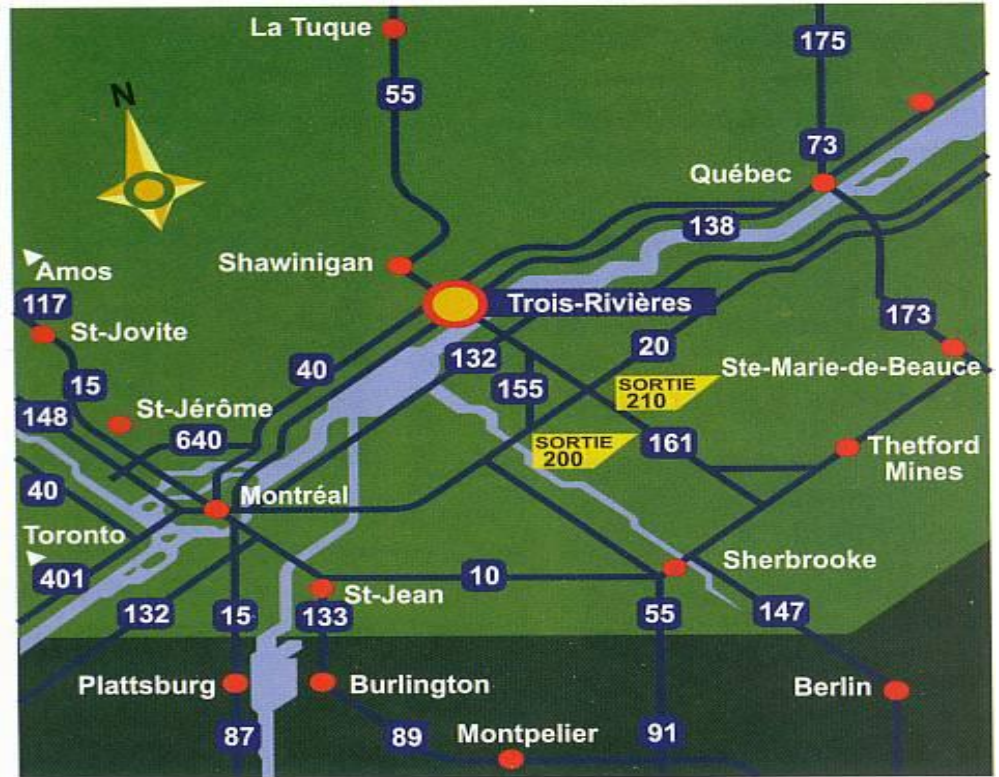 La Tuque
175
55
N
73
Québec
138
Shawinigan
Amos
117
Trois-Rivières
173
St-Jovite
132
20
40
Ste-Marie-de-Beauce
15
155
SORTIE
210
St-Jérôme
148
640
SORTIE
200
161
Thetford
Mines
40
Montréal
Toronto
Sherbrooke
401
10
St-Jean
132
15
133
55
147
Plattsburg
Burlington
Berlin
87
89
Montpelier
91